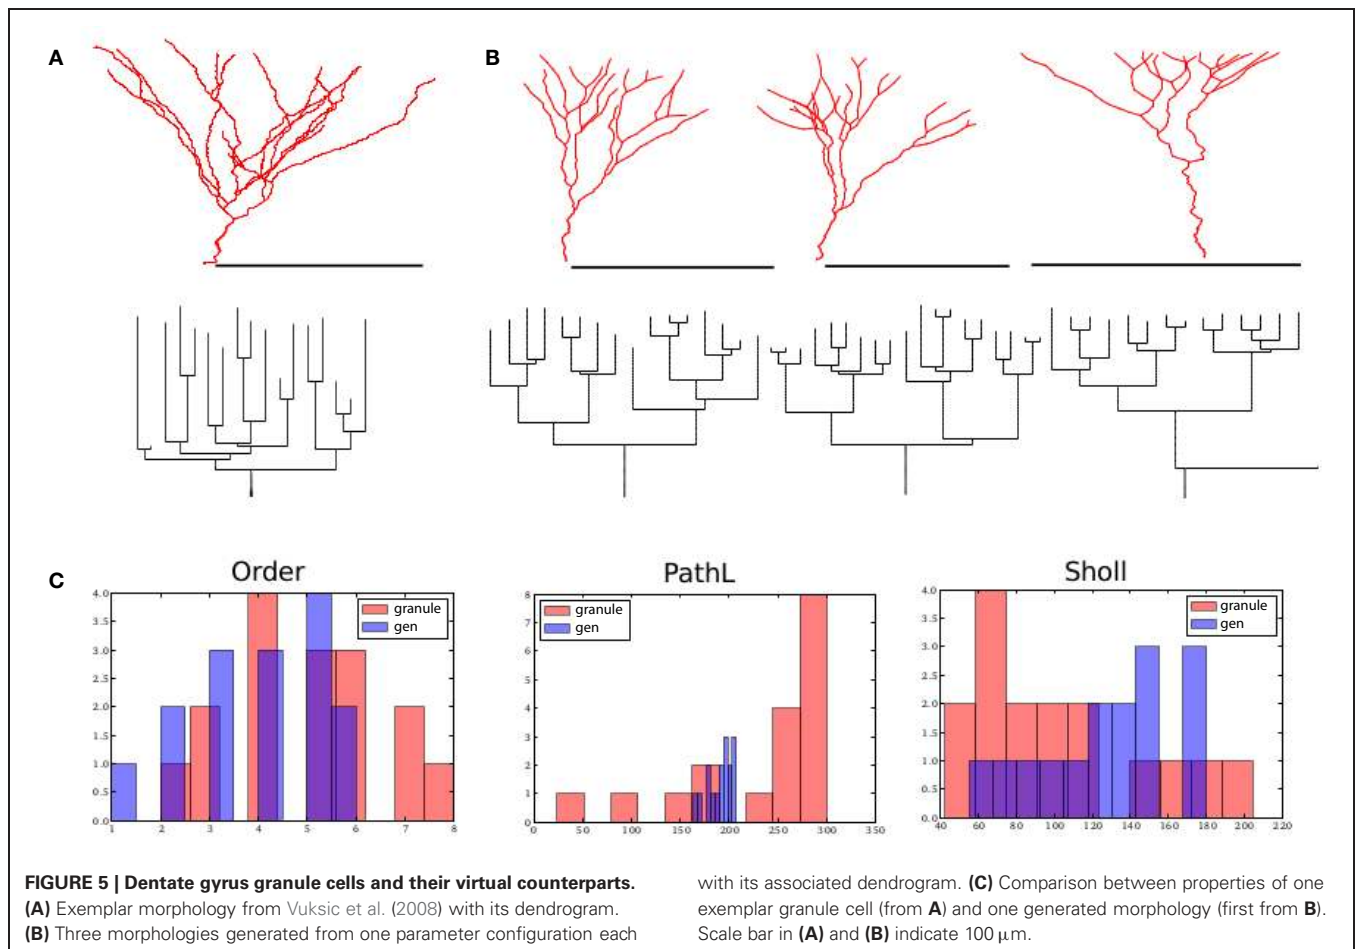 A
B
C
Order
4.0
3.5
3.0
2.5
2.0
1.5
1.0
0.5
0.0
1 2 3 4 5 6 7 8
granule
gen
PathL
8
7
6
5
4
3
2
1
0
0 50 100 150 200 250 300 350
granule
gen
Sholl
4.0
3.5
3.0
2.5
2.0
1.5
1.0
0.5
0.0
40 60 80 100 120 140 160 180 200 220
granule
gen
FIGURE 5 | Dentate gyrus granule cells and their virtual counterparts.
(A) Exemplar morphology from Vuksic et al. (2008) with its dendrogram.
(B) Three morphologies generated from one parameter configuration each
with its associated dendrogram. (C) Comparison between properties of one
exemplar granule cell (from A) and one generated morphology (first from B).
Scale bar in (A) and (B) indicate 100 μm.